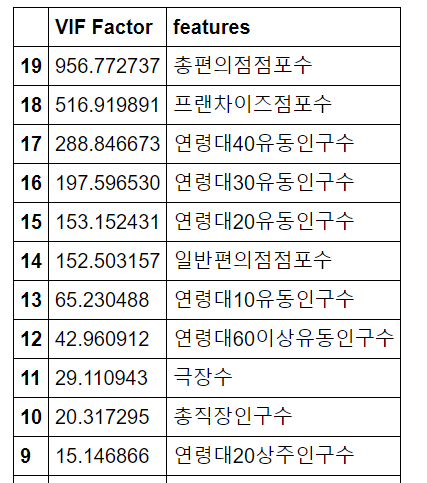 VIF Factor features
19 956.772737 총편의점점포수
18 516.919891 프랜차이즈점포수
17 288.846673 연령대40유동인구수
16 197.596530 연령대30유동인구수
15 153.152431 연령대20유동인구수
14 152.503157 일반편의점점포수
13 65.230488 연령대10유동인구수
12 42.960912 연령대60이상유동인구수
11 29.110943 극장수
10 20.317295 총직장인구수
9 15.146866 연령대20상주인구수